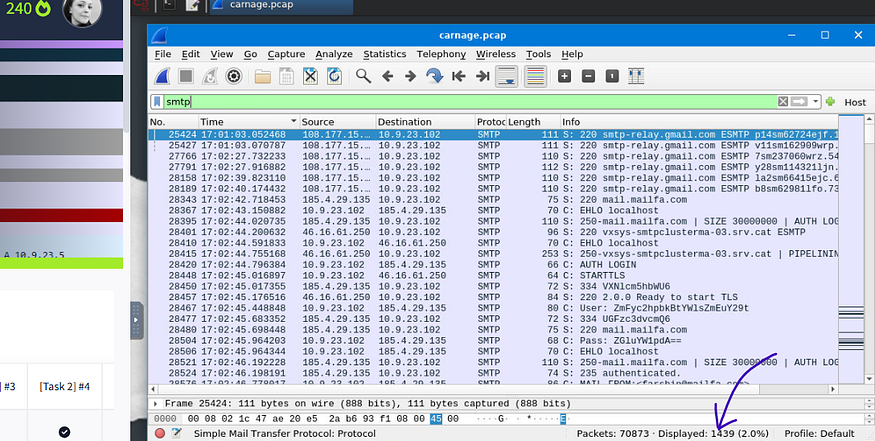 240
carnage.pcap
carnage.pcap
File Edit View Go Capture Analyze Statistics Telephony Wireless Tools Help
smtp
Host
No. Time Source Destination Protoc Length Info
25424 17:01:03.052468 108.177.15.… 10.9.23.102 SMTP 111 S: 220 smtp-relay.gmail.com ESMTP p14sm62724ejf.1
25427 17:01:03.070787 108.177.15.… 10.9.23.102 SMTP 111 S: 220 smtp-relay.gmail.com ESMTP v11sm162909wrp.
27766 17:02:27.732233 108.177.15.… 10.9.23.102 SMTP 110 S: 220 smtp-relay.gmail.com ESMTP 7sm237060wrz.54
27791 17:02:27.916882 108.177.15.… 10.9.23.102 SMTP 112 S: 220 smtp-relay.gmail.com ESMTP y28sm114321ljn.
28158 17:02:39.823110 108.177.15.… 10.9.23.102 SMTP 110 S: 220 smtp-relay.gmail.com ESMTP la2sm66415ejc.6
28189 17:02:40.174432 108.177.15.… 10.9.23.102 SMTP 110 S: 220 smtp-relay.gmail.com ESMTP b8sm62981lfo.73
28343 17:02:42.718453 185.4.29.135 10.9.23.102 SMTP 75 S: 220 mail.mailfa.com
28367 17:02:43.150882 10.9.23.102 185.4.29.135 SMTP 70 C: EHLO localhost
28395 17:02:44.020735 185.4.29.135 10.9.23.102 SMTP 110 S: 250-mail.mailfa.com | SIZE 30000000 | AUTH LOG
28401 17:02:44.200632 46.16.61.250 10.9.23.102 SMTP 96 S: 220 vxsys-smtpclusterma-03.srv.cat ESMTP
28410 17:02:44.591833 10.9.23.102 46.16.61.250 SMTP 70 C: EHLO localhost
28415 17:02:44.755168 46.16.61.250 10.9.23.102 SMTP 253 S: 250-vxsys-smtpclusterma-03.srv.cat | PIPELININ
28420 17:02:44.796384 10.9.23.102 185.4.29.135 SMTP 66 C: AUTH LOGIN
28448 17:02:45.016897 10.9.23.102 46.16.61.250 SMTP 64 C: STARTTLS
28450 17:02:45.017355 185.4.29.135 10.9.23.102 SMTP 72 S: 334 VXNlcm5hbWU6
28457 17:02:45.176516 46.16.61.250 10.9.23.102 SMTP 84 S: 220 2.0.0 Ready to start TLS
28467 17:02:45.448848 10.9.23.102 185.4.29.135 SMTP 80 C: User: ZmFyc2hpbkBtYWlsZmEuY29t
28477 17:02:45.683352 185.4.29.135 10.9.23.102 SMTP 72 S: 334 UGFzc3dvcmQ6
28480 17:02:45.698448 185.4.29.135 10.9.23.102 SMTP 75 S: 220 mail.mailfa.com
28504 17:02:45.964203 10.9.23.102 185.4.29.135 SMTP 68 C: Pass: ZGluYW1pdA==
28506 17:02:45.964344 10.9.23.102 185.4.29.135 SMTP 70 C: EHLO localhost
28521 17:02:46.192228 185.4.29.135 10.9.23.102 SMTP 110 S: 250-mail.mailfa.com | SIZE 30000000 | AUTH LOG
28524 17:02:46.194968 185.4.29.135 10.9.23.102 SMTP 74 S: 235 authenticated.
28576 17:02:46.778017 10.9.23.102 185.4.29.135 SMTP 86 C: MAIL FROM:<farshin@mailfa.com>
A 10.9.23.5
#3 [Task 2] #4
Frame 25424: 111 bytes on wire (888 bits), 111 bytes captured (888 bits)
0000 00 08 02 1c 47 ae 20 e5 2a b6 93 f1 08 00 45 00 ····G· · *·····E·
Simple Mail Transfer Protocol: Protocol
Packets: 70873 · Displayed: 1439 (2.0%)
Profile: Default